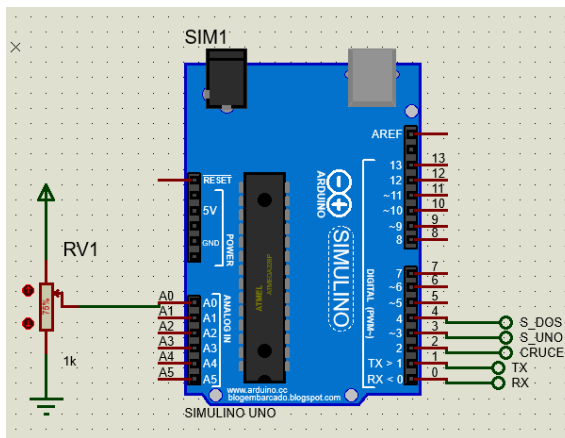 SIM1
AREF
13 13
12 12
~11 11
~10 10
~9 9
8 8
RESET
5V
GND
POWER
ARDUINO
SIMULINO
ATMEL
ATMEGA328P
DIGITAL (PWM~)
7 7
~6 6
~5 5
4 4 S_DOS
~3 3 S_UNO
2 2 CRUCE
TX > 1 1 TX
RX < 0 0 RX
RV1
75%
1k
ANALOG IN
A0 A0
A1 A1
A2 A2
A3 A3
A4 A4
A5 A5
www.arduino.cc
blogembarcado.blogspot.com
SIMULINO UNO